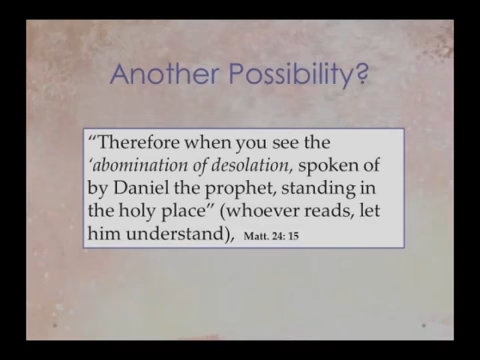 Another Possibility?
“Therefore when you see the
‘abomination of desolation, spoken of
by Daniel the prophet, standing in
the holy place” (whoever reads, let
him understand), Matt. 24: 15